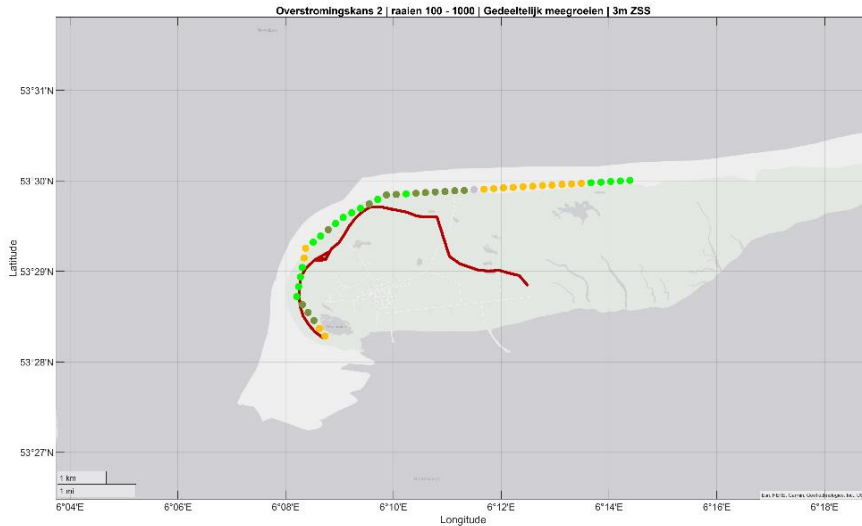 Overstromingskans 2 | raaien 100 - 1000 | Gedeeltelijk meegroeien | 3m ZSS
53°31'N
53°30'N
53°29'N
53°28'N
53°27'N
Latitude
1 km
1 mi
6°04'E
6°06'E
6°08'E
6°10'E
6°12'E
6°14'E
6°16'E
6°18'E
Longitude